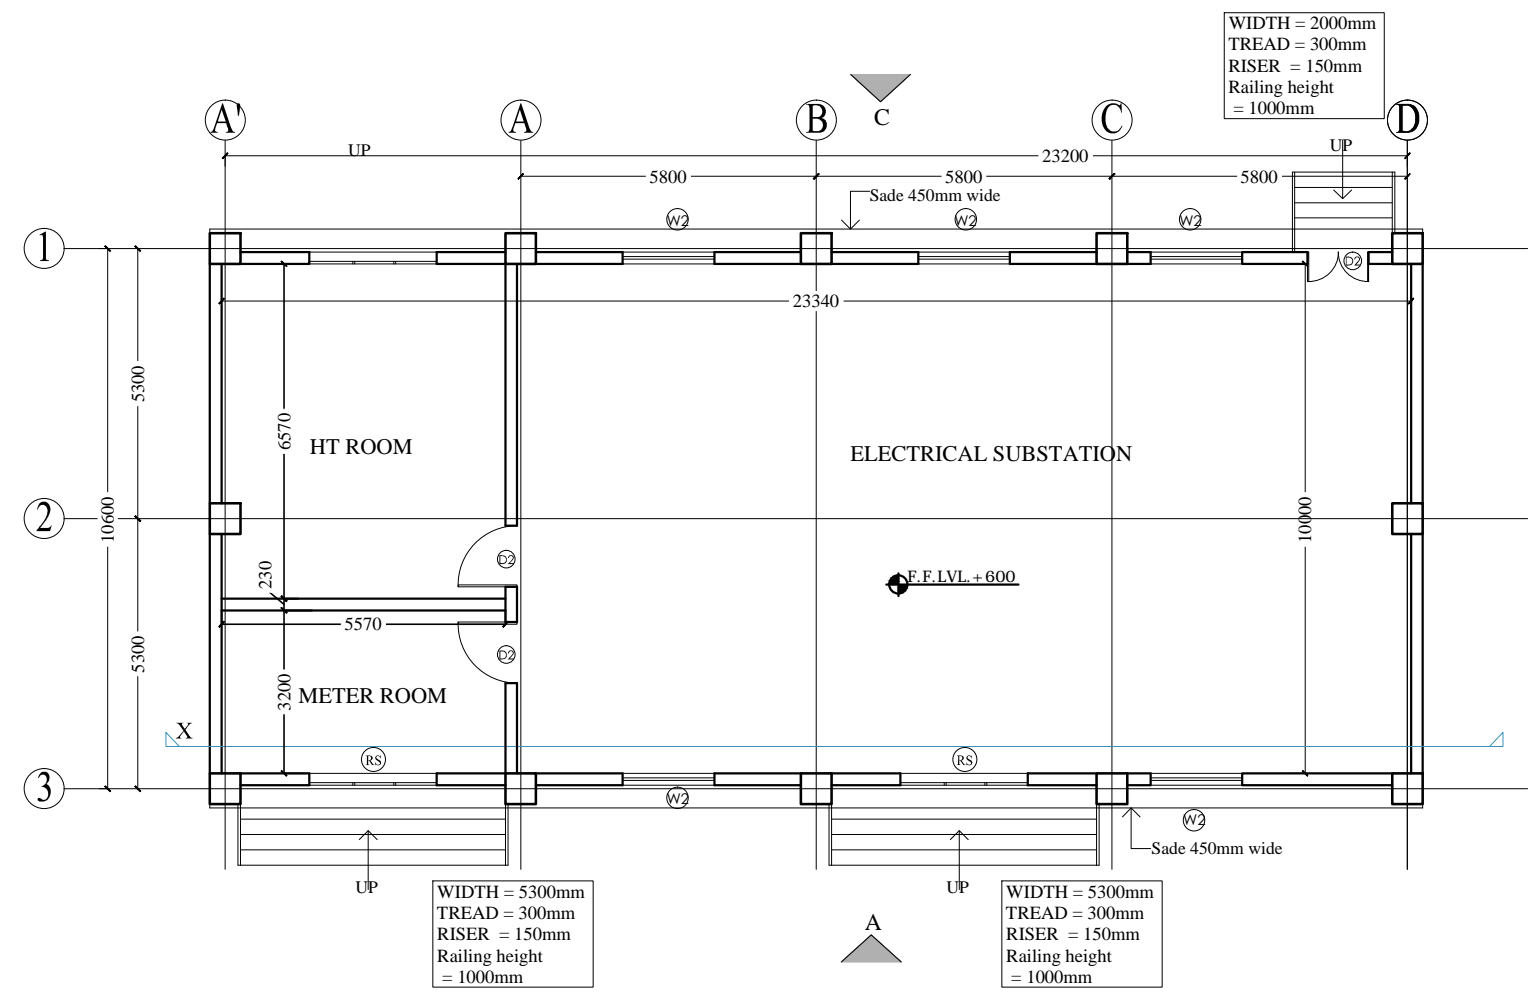 WIDTH = 2000mm
TREAD = 300mm
RISER = 150mm
Railing height
= 1000mm
C
A'
A
B
C
D
UP
23200
UP
5800
5800
5800
Sade 450mm wide
W2
W2
W2
1
D2
23340
5300
6570
HT ROOM
ELECTRICAL SUBSTATION
2
10600
10000
D2
230
F.F.LVL.+600
5570
5300
D2
3200
METER ROOM
X
RS
RS
3
W2
W2
Sade 450mm wide
UP
UP
WIDTH = 5300mm
TREAD = 300mm
RISER = 150mm
Railing height
= 1000mm
A
WIDTH = 5300mm
TREAD = 300mm
RISER = 150mm
Railing height
= 1000mm